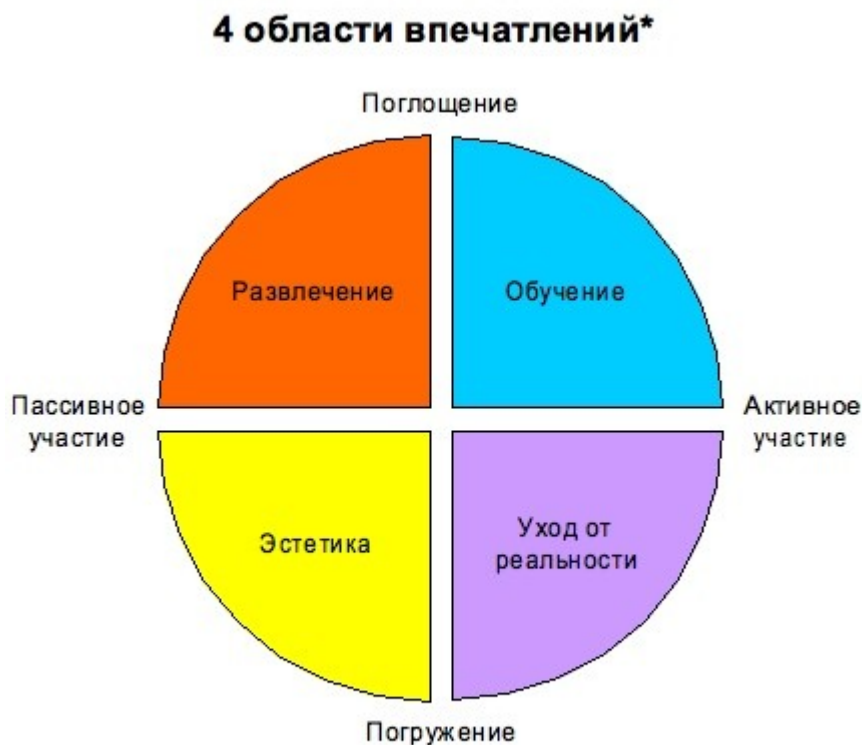 4 области впечатлений*
Поглощение
Развлечение
Обучение
Пассивное
участие
Активное
участие
Эстетика
Уход от
реальности
Погружение